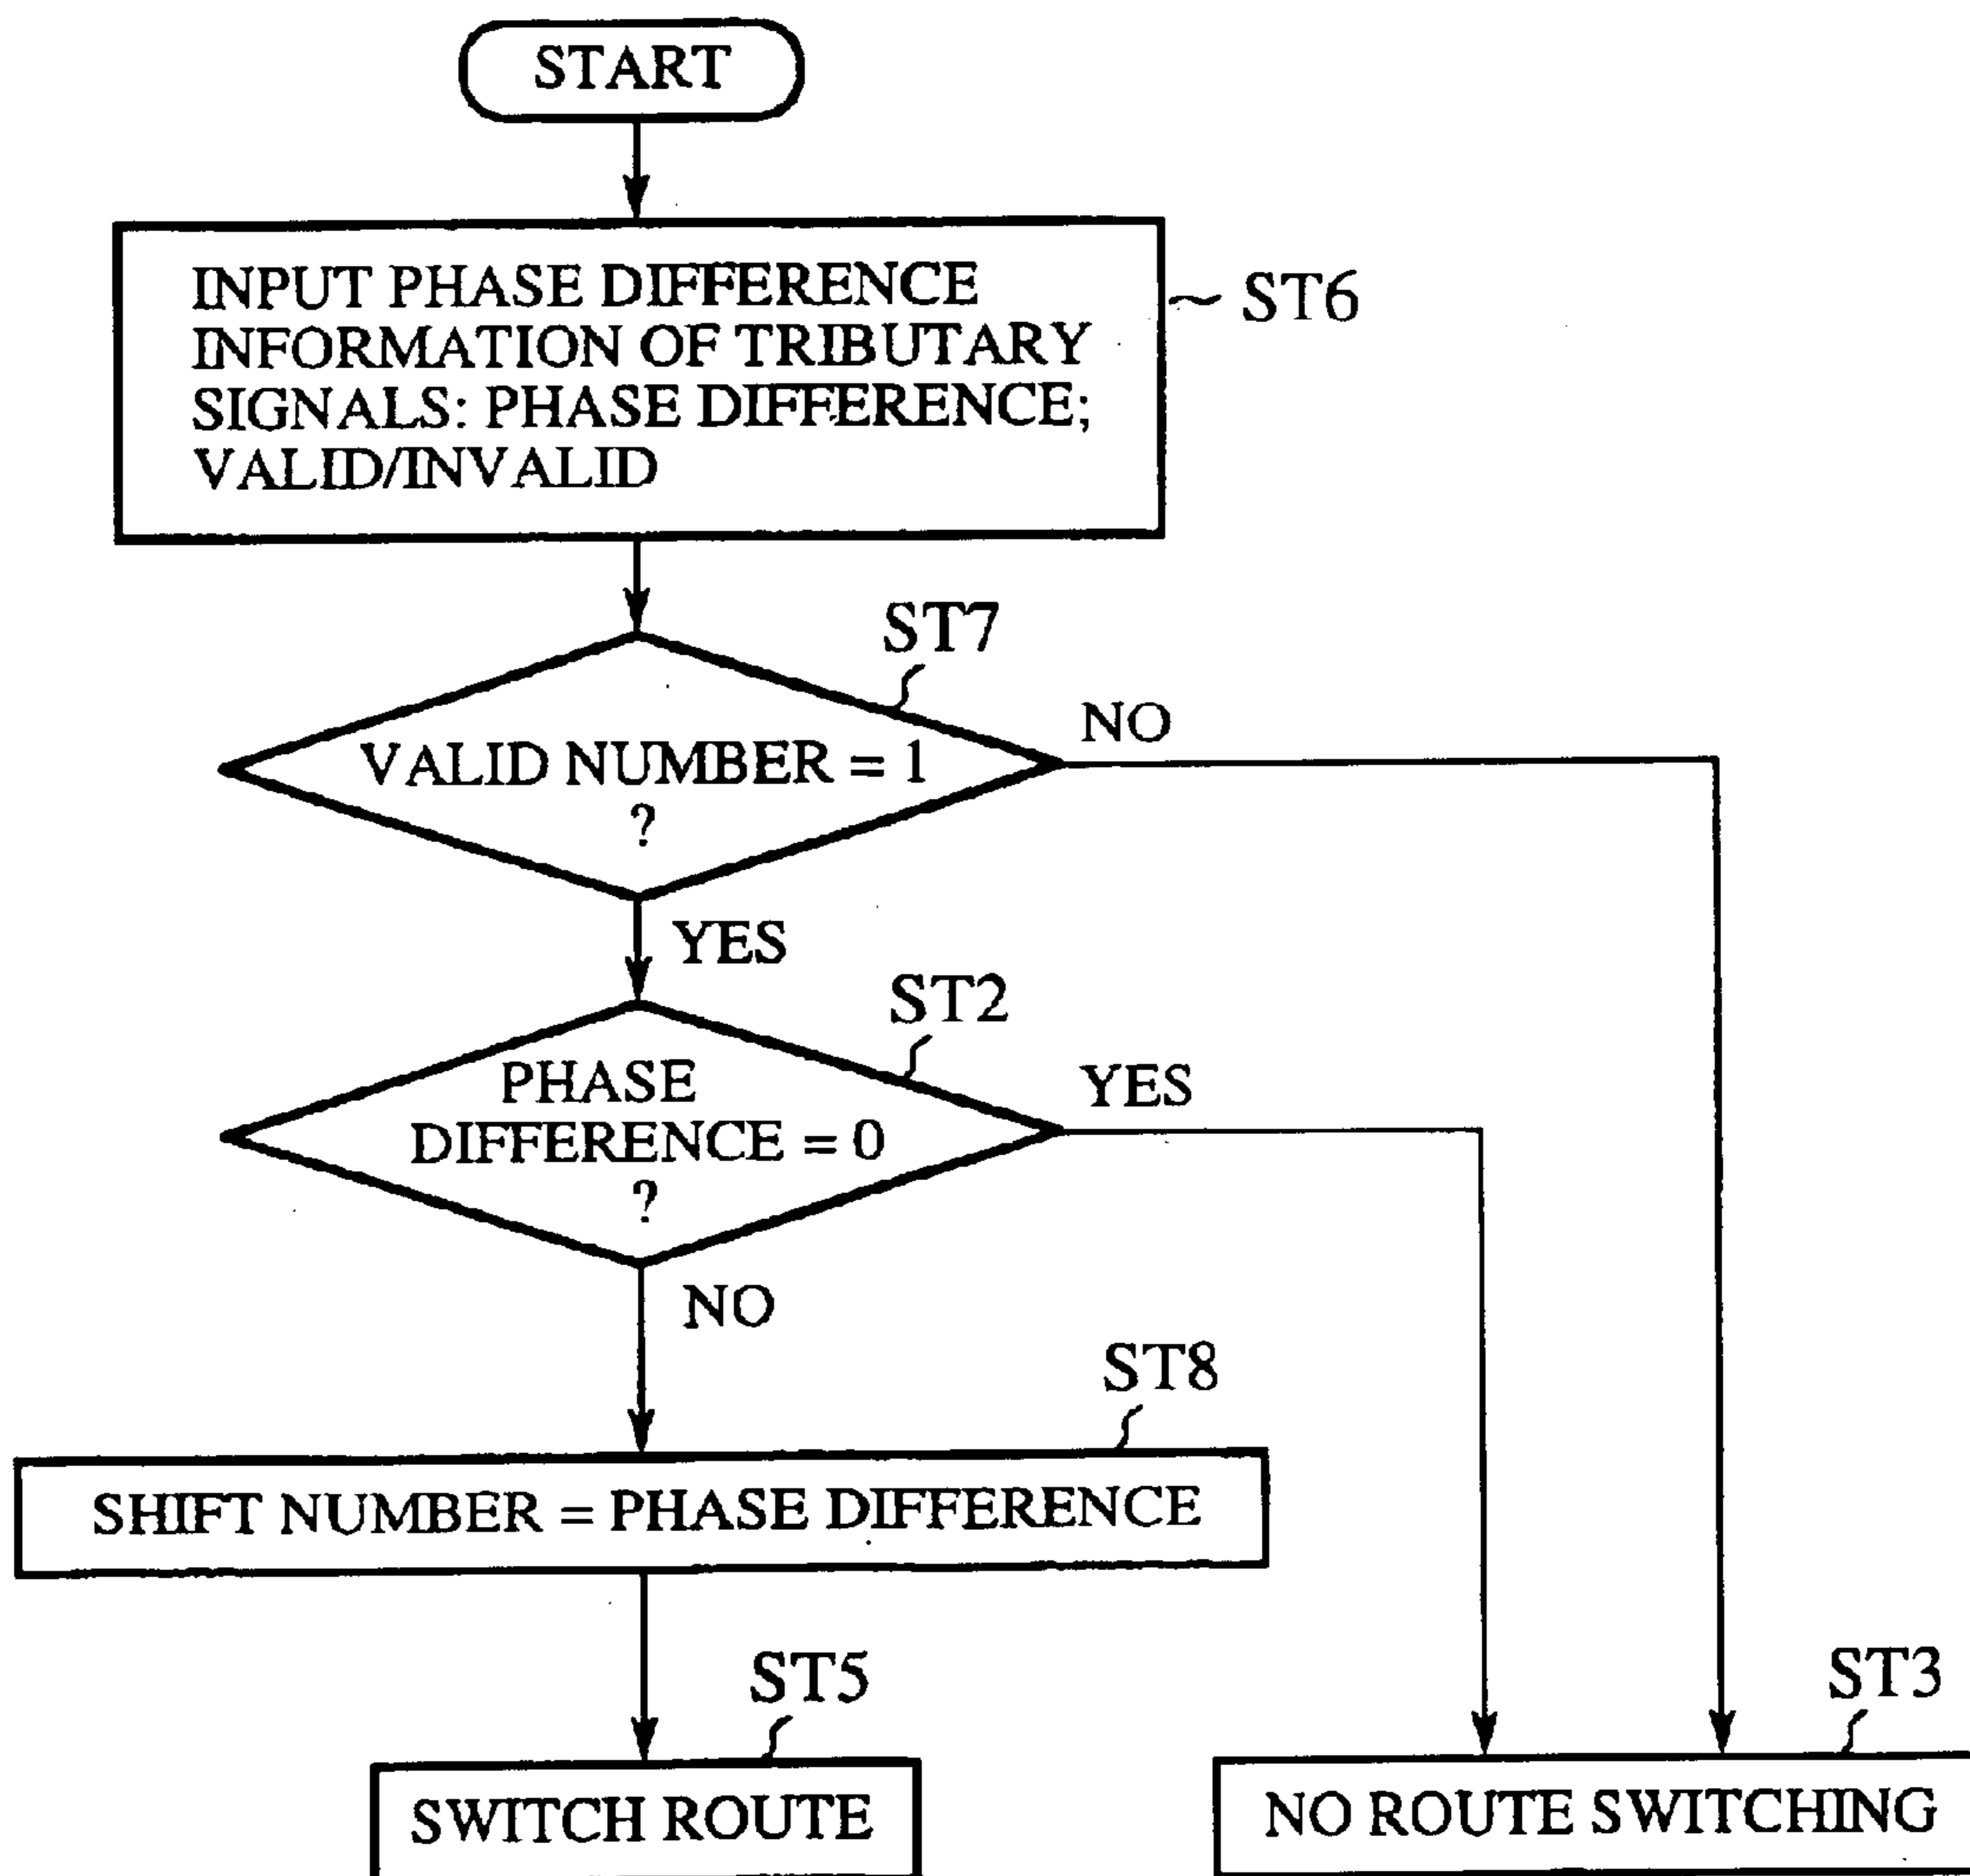 START
INPUT PHASE DIFFERENCE
INFORMATION OF TRIBUTARY
SIGNALS: PHASE DIFFERENCE;
VALID/INVALID
ST6
ST7
VALID NUMBER = 1
?
NO
YES
ST2
PHASE
DIFFERENCE = 0
?
YES
NO
ST8
SHIFT NUMBER = PHASE DIFFERENCE
ST5
SWITCH ROUTE
ST3
NO ROUTE SWITCHING